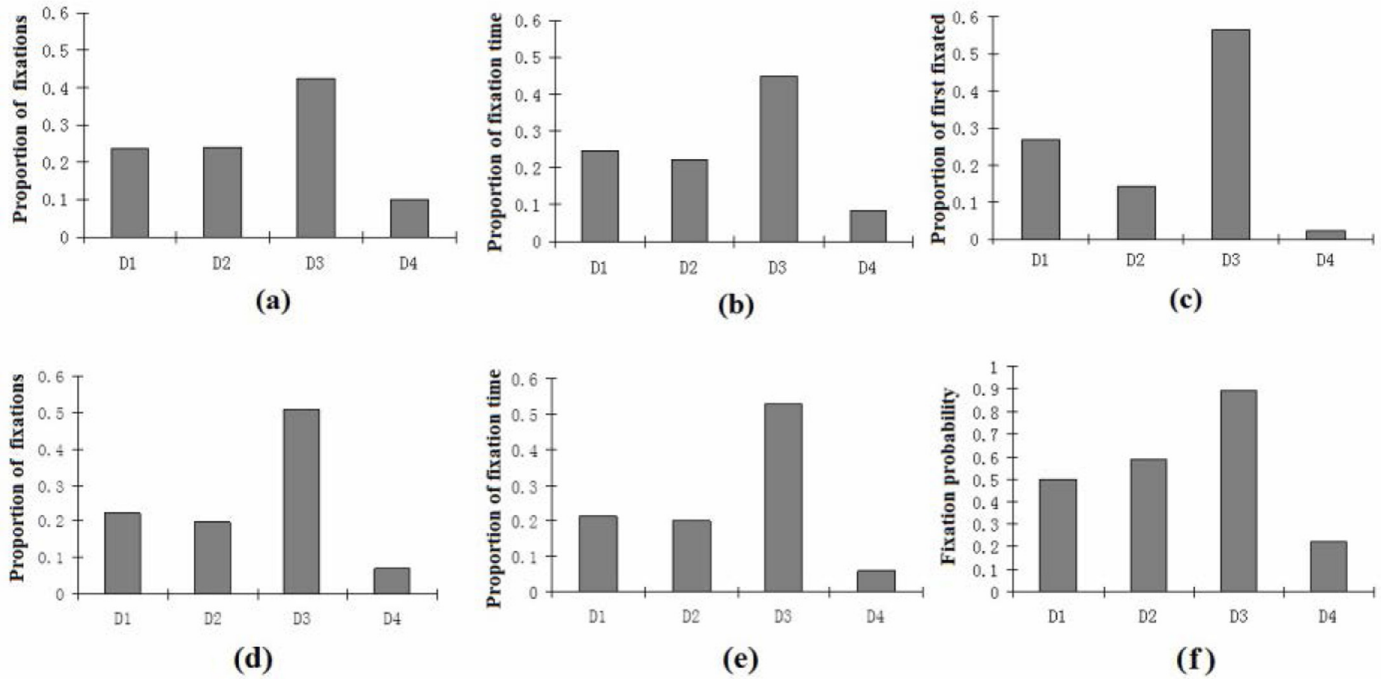 Proportion of fixations
0.6
0.5
0.4
0.3
0.2
0.1
0
D1 D2 D3 D4
(a)
Proportion of fixation time
0.6
0.5
0.4
0.3
0.2
0.1
0
D1 D2 D3 D4
(b)
Proportion of first fixated
0.6
0.5
0.4
0.3
0.2
0.1
0
D1 D2 D3 D4
(c)
Proportion of fixations
0.6
0.5
0.4
0.3
0.2
0.1
0
D1 D2 D3 D4
(d)
Proportion of fixation time
0.6
0.5
0.4
0.3
0.2
0.1
0
D1 D2 D3 D4
(e)
Fixation probability
1
0.9
0.8
0.7
0.6
0.5
0.4
0.3
0.2
0.1
0
D1 D2 D3 D4
(f)